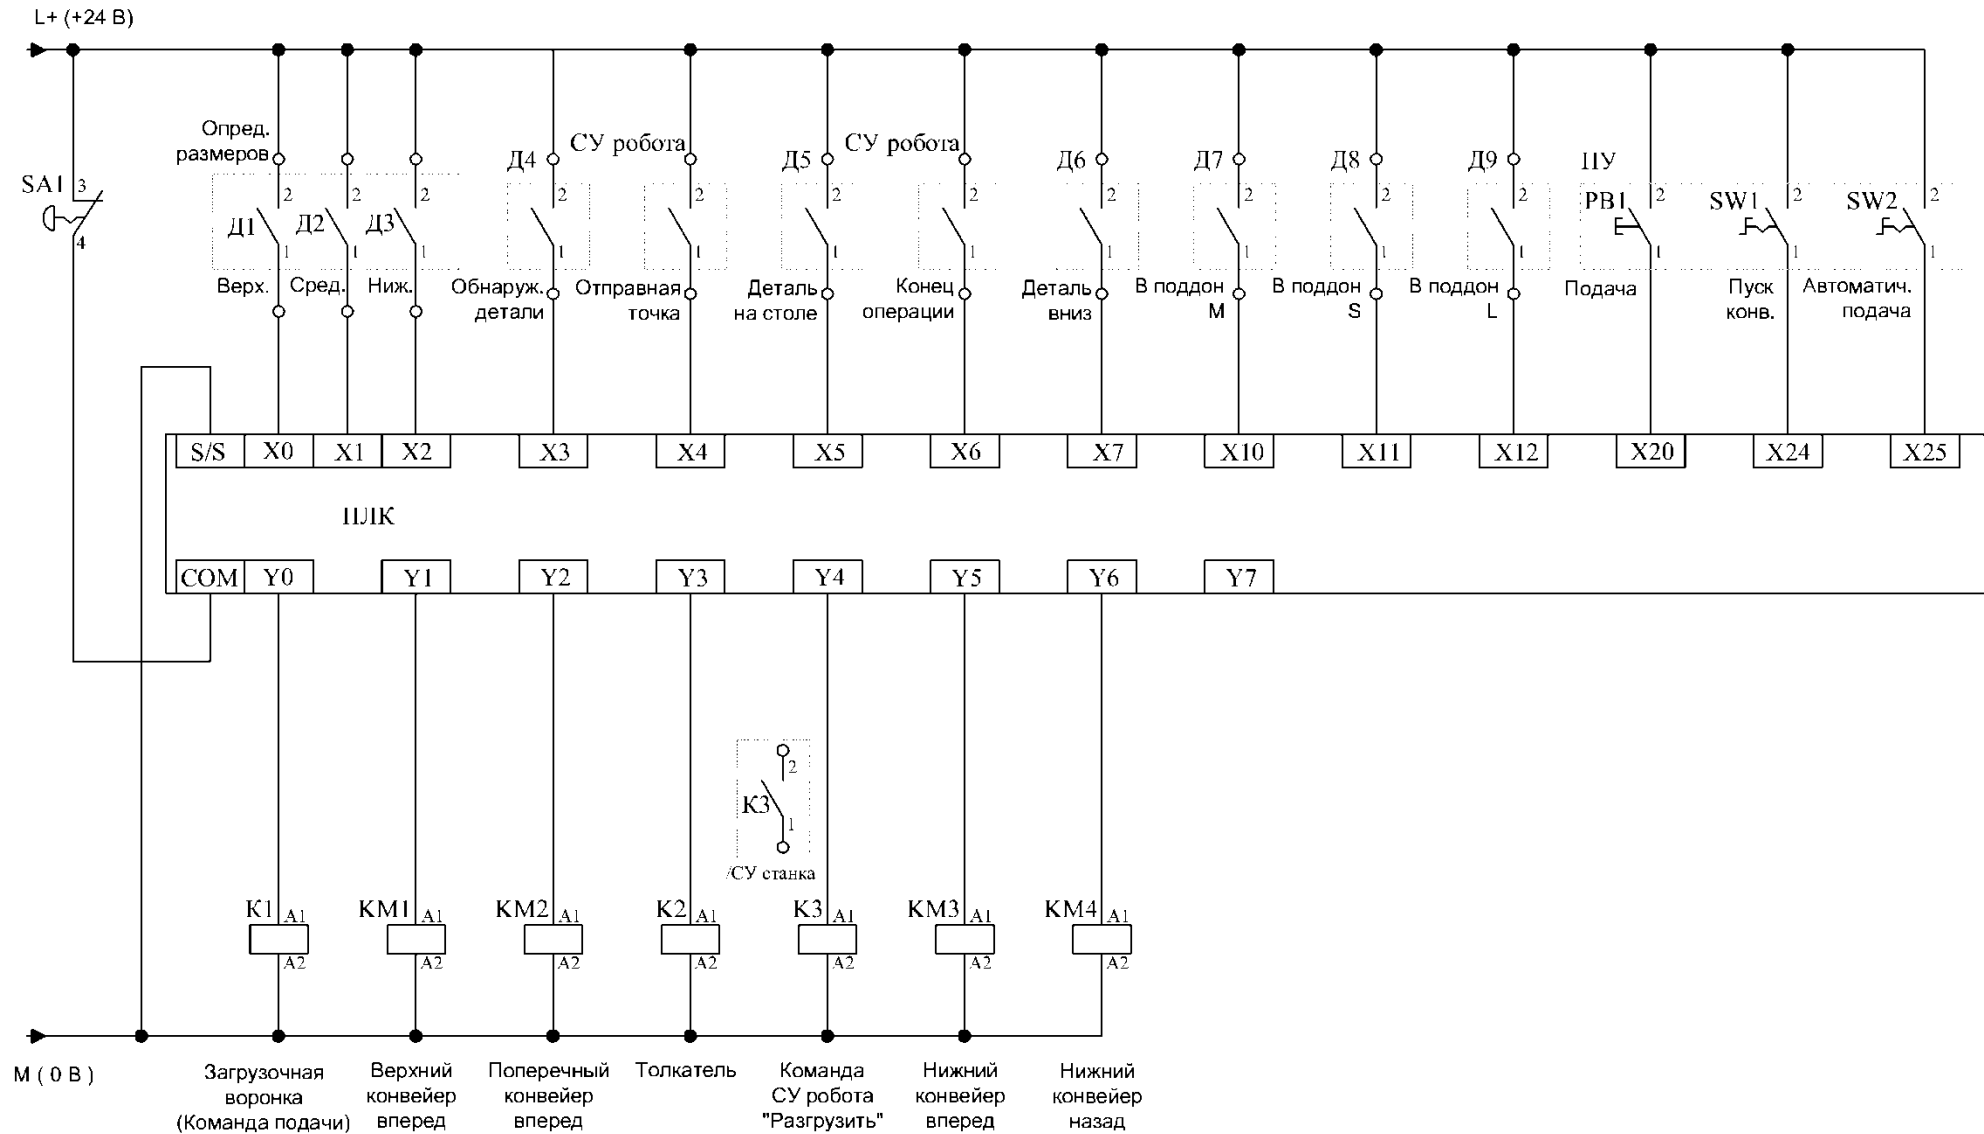 L+ (+24 В)
Опред.
размеров
СУ робота
СУ робота
Д4
Д5
Д6
Д7
Д8
Д9
ПУ
SA1
3
4
2
2
2
2
2
2
2
2
2
2
2
2
2
2
PB1
SW1
SW2
Д1
Д2
Д3
1
1
1
1
1
1
1
1
1
1
1
1
1
1
Верх.
Сред.
Ниж.
Обнаруж.
детали
Отправная
точка
Деталь
на столе
Конец
операции
Деталь
вниз
В поддон
M
В поддон
S
В поддон
L
Подача
Пуск
конв.
Автоматич.
подача
S/S
X0
X1
X2
X3
X4
X5
X6
X7
X10
X11
X12
X20
X24
X25
ПЛК
COM
Y0
Y1
Y2
Y3
Y4
Y5
Y6
Y7
2
К3
1
/СУ станка
К1
A1
A2
KM1
A1
A2
KM2
A1
A2
K2
A1
A2
K3
A1
A2
KM3
A1
A2
KM4
A1
A2
М ( 0 В )
Загрузочная
воронка
(Команда подачи)
Верхний
конвейер
вперед
Поперечный
конвейер
вперед
Толкатель
Команда
СУ робота
"Разгрузить"
Нижний
конвейер
вперед
Нижний
конвейер
назад